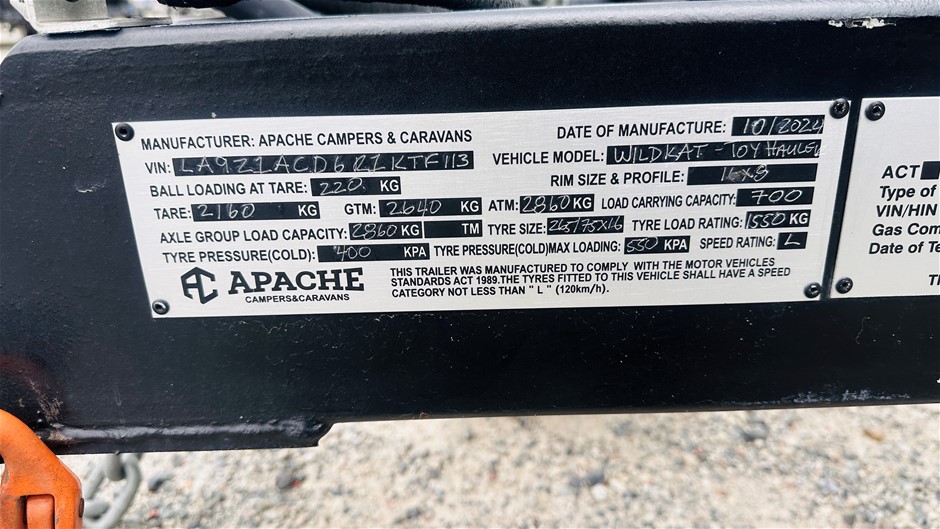 MANUFACTURER: APACHE CAMPERS & CARAVANS
DATE OF MANUFACTURE: 10/2024
VIN: LA9Z1ACD6R1KTF113
VEHICLE MODEL: WILDKAT-TOY HAULER
BALL LOADING AT TARE: 220 KG
RIM SIZE & PROFILE: 16X8
TARE: 2160 KG GTM: 2640 KG ATM: 2860 KG LOAD CARRYING CAPACITY: 700
AXLE GROUP LOAD CAPACITY: 2860 KG TM TYRE SIZE: 265/75X16 TYRE LOAD RATING: 1550 KG
TYRE PRESSURE(COLD): 400 KPA TYRE PRESSURE(COLD)MAX LOADING: 550 KPA SPEED RATING: L
AC APACHE
CAMPERS&CARAVANS
THIS TRAILER WAS MANUFACTURED TO COMPLY WITH THE MOTOR VEHICLES
STANDARDS ACT 1989.THE TYRES FITTED TO THIS VEHICLE SHALL HAVE A SPEED
CATEGORY NOT LESS THAN " L " (120km/h).
ACT
Type of
VIN/HIN
Gas Com
Date of Te